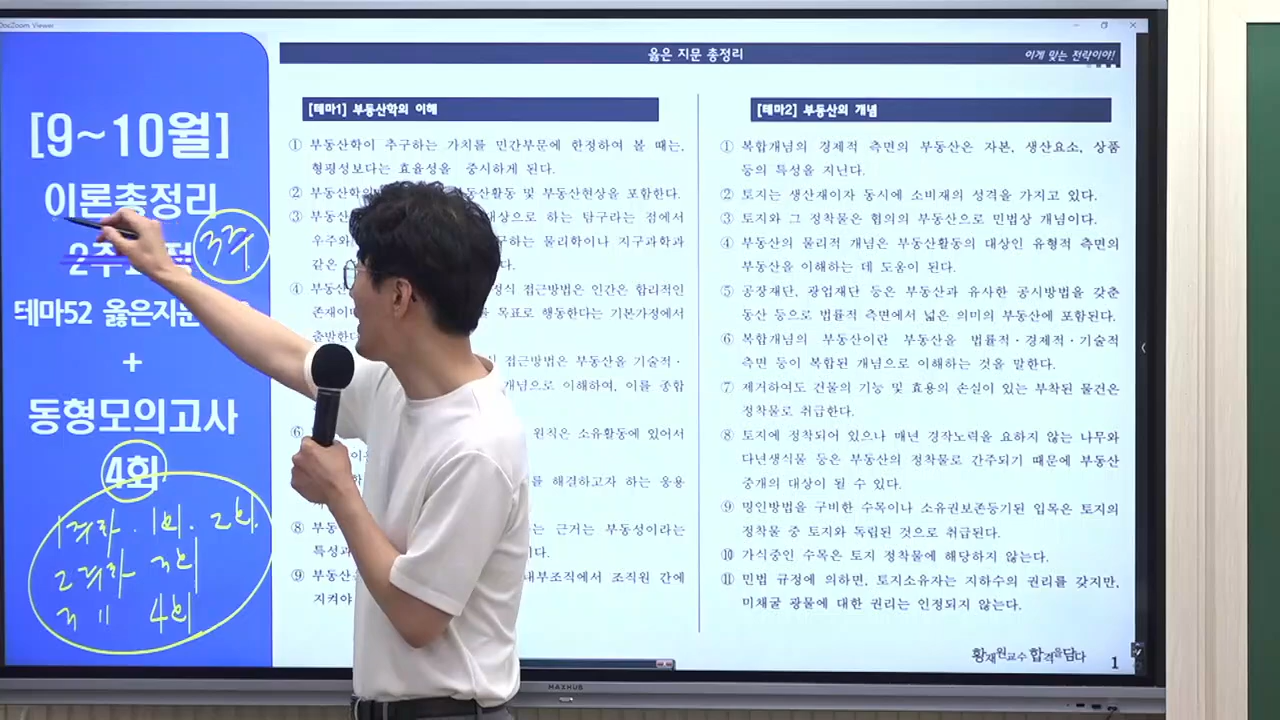 DocZoom Viewer
[9~10월]
이론총정리
3주
테마52 옳은지문
+
동형모의고사
4회
1주차. 1회. 2회.
2주차 3회
3 〃 4회
옳은 지문 총정리
이게 맞는 전략이야!
[테마1] 부동산학의 이해
① 부동산학이 추구하는 가치를 민간부문에 한정하여 볼 때는,
형평성보다는 효율성을 중시하게 된다.
② 부동산학의 동산활동 및 부동산현상을 포함한다.
③ 부동산 대상으로 하는 탐구라는 점에서
우주와 구하는 물리학이나 지구과학과
같은
④ 부동산 정식 접근방법은 인간은 합리적인
존재이 를 목표로 행동한다는 기본가정에서
출발한다
접근방법은 부동산을 기술적·
개념으로 이해하여, 이를 종합
⑥ 원칙은 소유활동에 있어서
를 해결하고자 하는 응용
⑧ 부동 는 근거는 부동성이라는
특성과
⑨ 부동산 내부조직에서 조직원 간에
지켜야
[테마2] 부동산의 개념
① 복합개념의 경제적 측면의 부동산은 자본, 생산요소, 상품
등의 특성을 지닌다.
② 토지는 생산재이자 동시에 소비재의 성격을 가지고 있다.
③ 토지와 그 정착물은 협의의 부동산으로 민법상 개념이다.
④ 부동산의 물리적 개념은 부동산활동의 대상인 유형적 측면의
부동산을 이해하는 데 도움이 된다.
⑤ 공장재단, 광업재단 등은 부동산과 유사한 공시방법을 갖춘
동산 등으로 법률적 측면에서 넓은 의미의 부동산에 포함된다.
⑥ 복합개념의 부동산이란 부동산을 법률적·경제적·기술적
측면 등이 복합된 개념으로 이해하는 것을 말한다.
⑦ 제거하여도 건물의 기능 및 효용의 손실이 있는 부착된 물건은
정착물로 취급한다.
⑧ 토지에 정착되어 있으나 매년 경작노력을 요하지 않는 나무와
다년생식물 등은 부동산의 정착물로 간주되기 때문에 부동산
중개의 대상이 될 수 있다.
⑨ 명인방법을 구비한 수목이나 소유권보존등기된 입목은 토지의
정착물 중 토지와 독립된 것으로 취급된다.
⑩ 가식중인 수목은 토지 정착물에 해당하지 않는다.
⑪ 민법 규정에 의하면, 토지소유자는 지하수의 권리를 갖지만,
미채굴 광물에 대한 권리는 인정되지 않는다.
황재원교수 합격을담다
1
MAXHUB